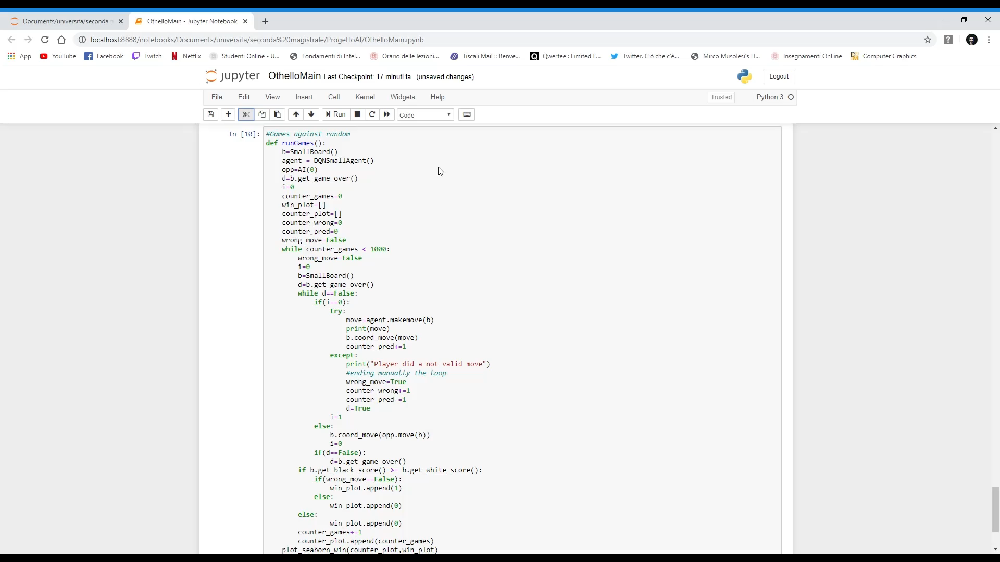 Documents/universita/seconda
OthelloMain - Jupyter Notebook
localhost:8888/notebooks/Documents/universita/seconda%20magistrale/ProgettoAI/OthelloMain.ipynb
App YouTube Facebook Twitch Netflix Studenti Online - U... Fondamenti di Intel... Orario delle lezioni... Tiscali Mail :: Benve... Qwertee : Limited E... Twitter. Ciò che c'è... Mirco Musolesi's H... Insegnamenti OnLine Computer Graphics
jupyter OthelloMain Last Checkpoint: 17 minuti fa (unsaved changes) Logout
File Edit View Insert Cell Kernel Widgets Help Trusted Python 3
Run Code
In [10]: #Games against random
def runGames():
    b=SmallBoard()
    agent = DQNSmallAgent()
    opp=AI(0)
    d=b.get_game_over()
    i=0
    counter_games=0
    win_plot=[]
    counter_plot=[]
    counter_wrong=0
    counter_pred=0
    wrong_move=False
    while counter_games < 1000:
        wrong_move=False
        i=0
        b=SmallBoard()
        d=b.get_game_over()
        while d==False:
            if(i==0):
                try:
                    move=agent.makemove(b)
                    print(move)
                    b.coord_move(move)
                    counter_pred+=1
                except:
                    print("Player did a not valid move")
                    #ending manually the loop
                    wrong_move=True
                    counter_wrong+=1
                    counter_pred-=1
                    d=True
                i=1
            else:
                b.coord_move(opp.move(b))
                i=0
            if(d==False):
                d=b.get_game_over()
        if b.get_black_score() >= b.get_white_score():
            if(wrong_move==False):
                win_plot.append(1)
            else:
                win_plot.append(0)
        else:
                win_plot.append(0)
        counter_games+=1
        counter_plot.append(counter_games)
    plot_seaborn_win(counter_plot,win_plot)